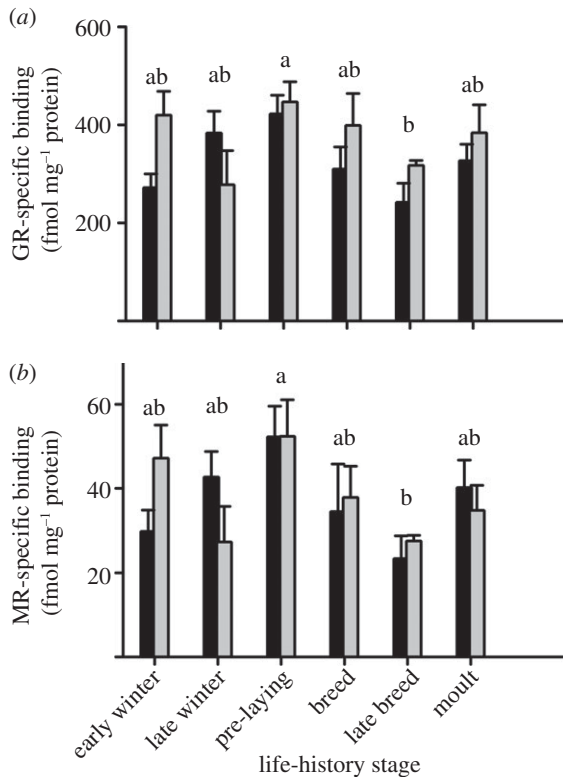 (a)
600
400
200
GR-specific binding
(fmol mg⁻¹ protein)
ab
ab
a
ab
b
ab
(b)
60
40
20
MR-specific binding
(fmol mg⁻¹ protein)
ab
ab
a
ab
b
ab
early winter
late winter
pre-laying
breed
late breed
moult
life-history stage